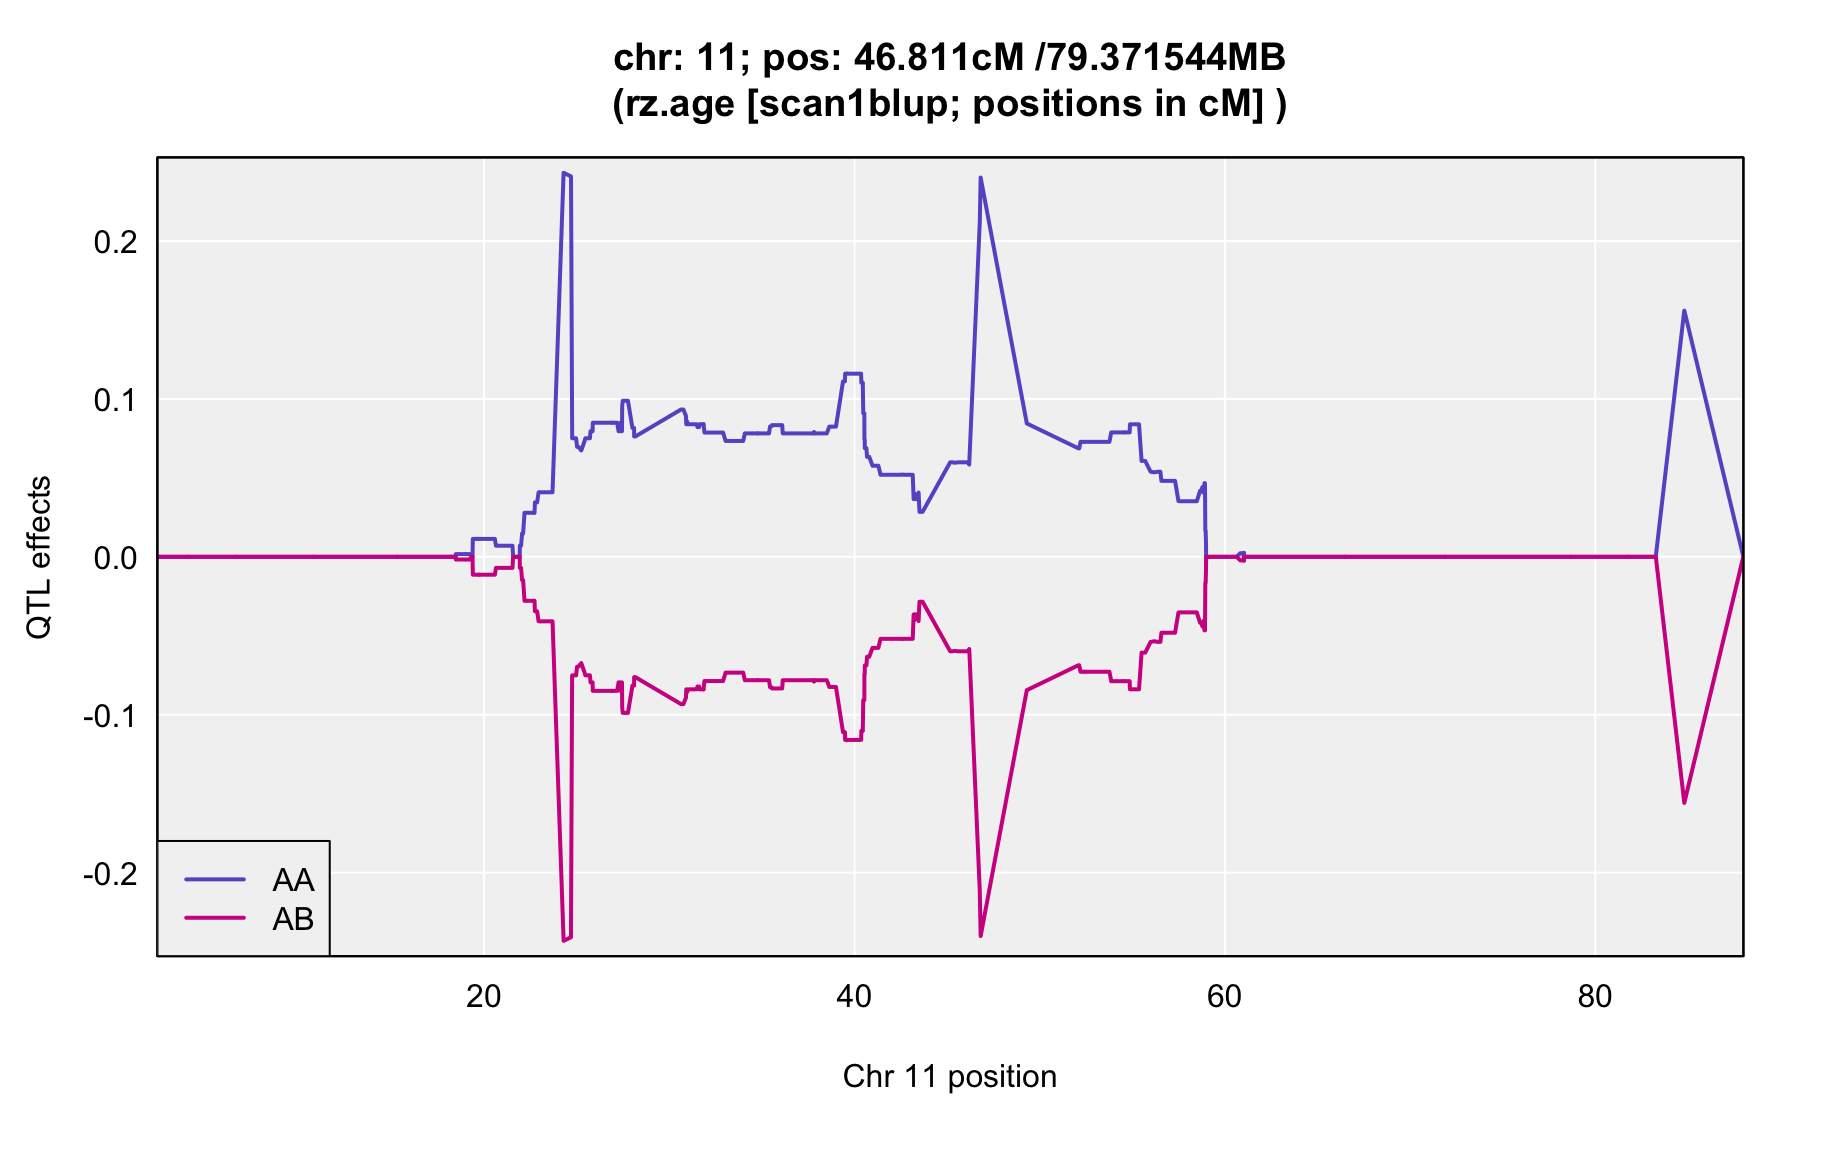 chr: 11; pos: 46.811cM /79.371544MB
(rz.age [scan1blup; positions in cM] )
QTL effects
0.2
0.1
0.0
-0.1
-0.2
AA
AB
20
40
60
80
Chr 11 position